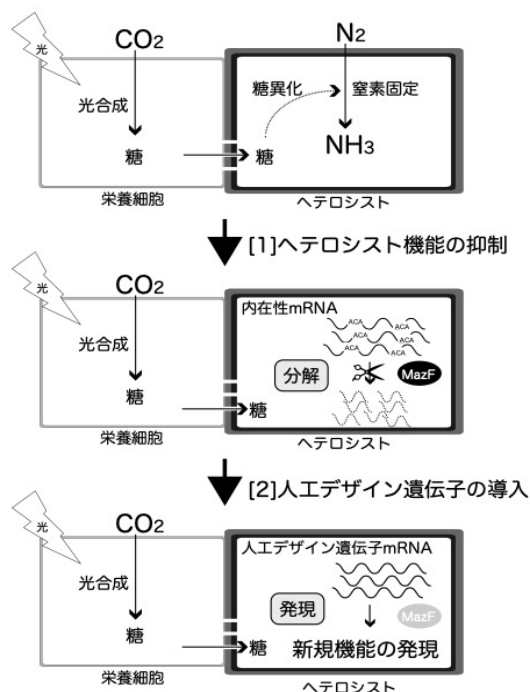 光
CO2
光合成
糖
栄養細胞
N2
糖異化
窒素固定
糖
NH3
ヘテロシスト
[1]ヘテロシスト機能の抑制
光
CO2
光合成
糖
栄養細胞
内在性mRNA
ACA ACA
ACA ACA
ACA ACA
分解
MazF
糖
ヘテロシスト
[2]人工デザイン遺伝子の導入
光
CO2
光合成
糖
栄養細胞
人工デザイン遺伝子mRNA
発現
MazF
糖
新規機能の発現
ヘテロシスト